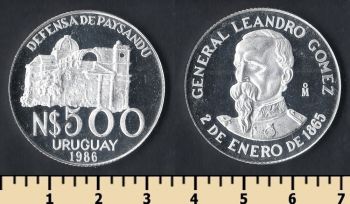 DEFENSA DE PAYSANDU
N$500
URUGUAY
1986
GENERAL LEANDRO GOMEZ
oM
2 DE ENERO DE 1865
1 2 3 4 5 6 7